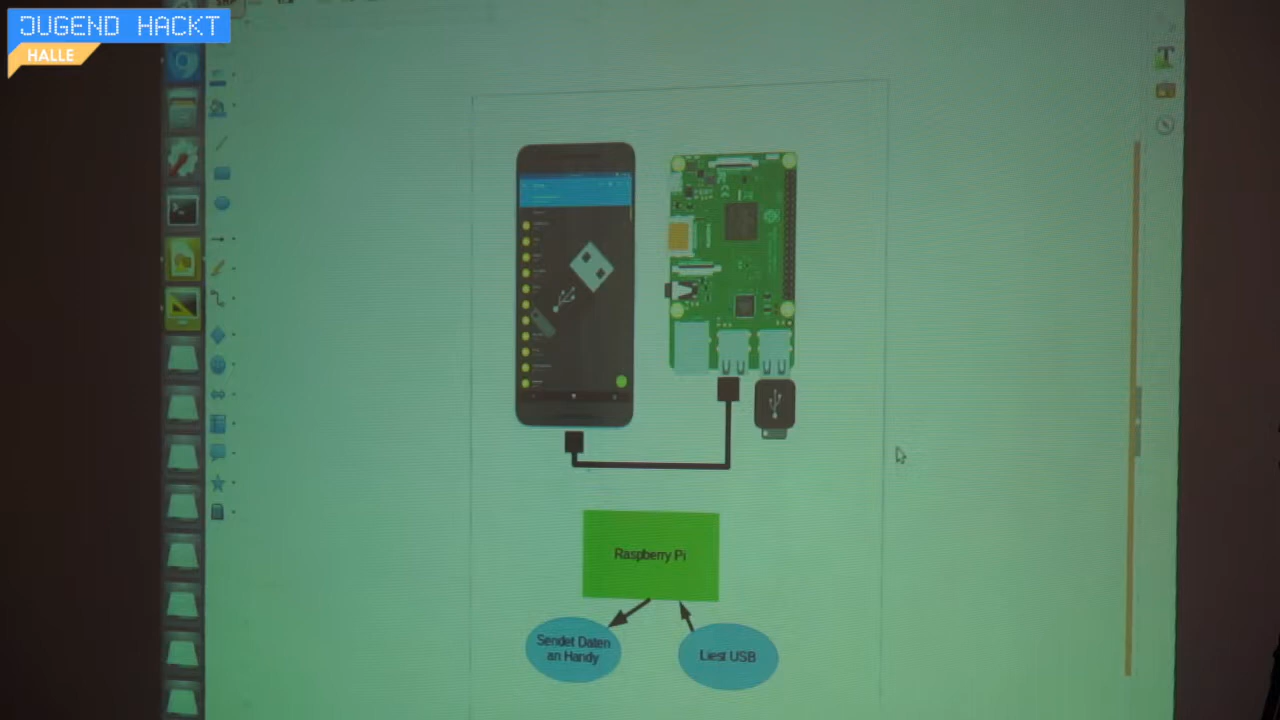 JUGEND HACKT
HALLE
Raspberry Pi
Sendet Daten
an Handy
Liest USB